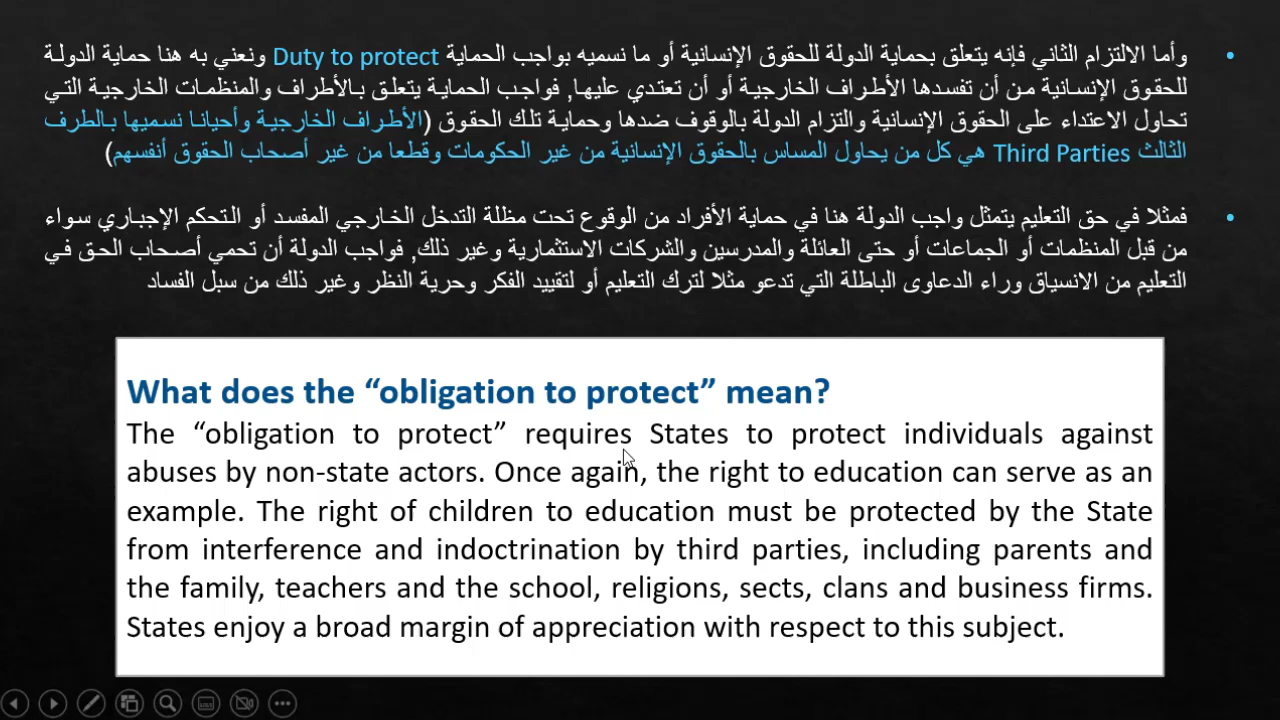 • وأما الالتزام الثاني فإنه يتعلق بحماية الدولة للحقوق الإنسانية أو ما نسميه بواجب الحماية Duty to protect ونعني به هنا حماية الدولة
للحقوق الإنسانية من أن تفسدها الأطراف الخارجية أو أن تعتدي عليها, فواجب الحماية يتعلق بالأطراف والمنظمات الخارجية التي
تحاول الاعتداء على الحقوق الإنسانية والتزام الدولة بالوقوف ضدها وحماية تلك الحقوق (الأطراف الخارجية وأحيانا نسميها بالطرف
الثالث Third Parties هي كل من يحاول المساس بالحقوق الإنسانية من غير الحكومات وقطعا من غير أصحاب الحقوق أنفسهم)
• فمثلا في حق التعليم يتمثل واجب الدولة هنا في حماية الأفراد من الوقوع تحت مظلة التدخل الخارجي المفسد أو التحكم الإجباري سواء
من قبل المنظمات أو الجماعات أو حتى العائلة والمدرسين والشركات الاستثمارية وغير ذلك, فواجب الدولة أن تحمي أصحاب الحق في
التعليم من الانسياق وراء الدعاوى الباطلة التي تدعو مثلا لترك التعليم أو لتقييد الفكر وحرية النظر وغير ذلك من سبل الفساد
What does the “obligation to protect” mean?
The “obligation to protect” requires States to protect individuals against
abuses by non-state actors. Once again, the right to education can serve as an
example. The right of children to education must be protected by the State
from interference and indoctrination by third parties, including parents and
the family, teachers and the school, religions, sects, clans and business firms.
States enjoy a broad margin of appreciation with respect to this subject.